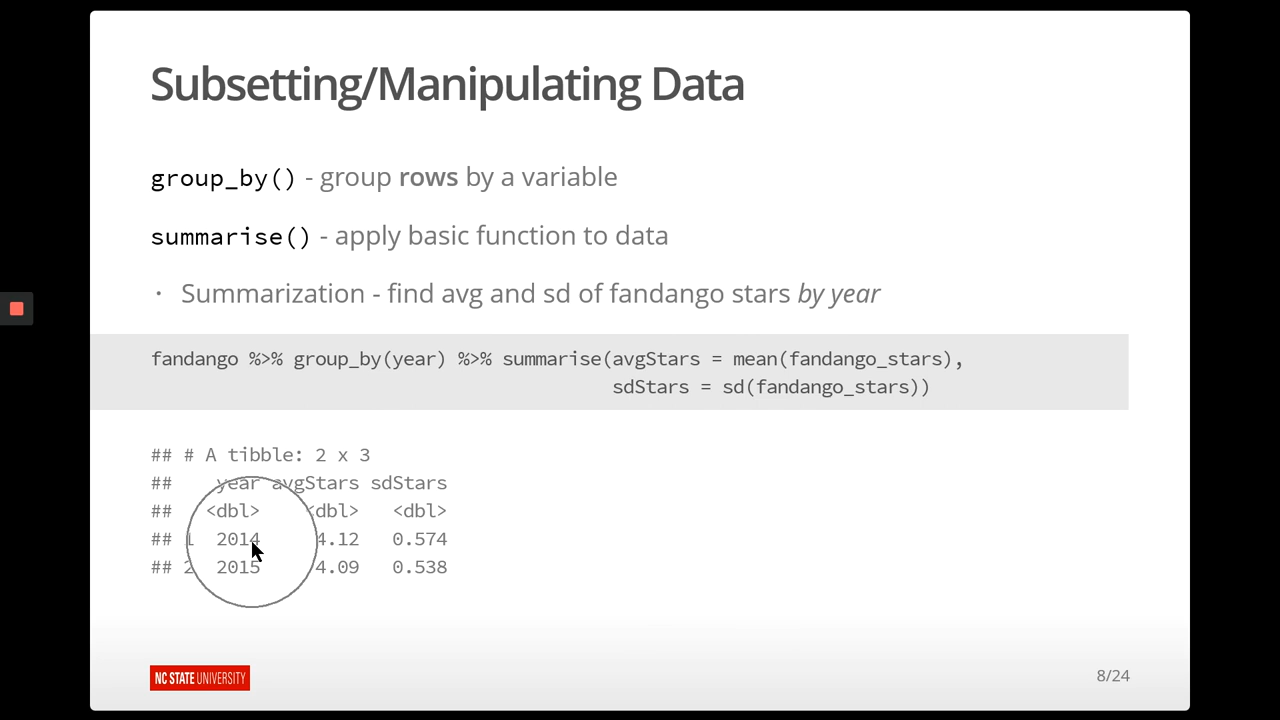 Subsetting/Manipulating Data
group_by() - group rows by a variable
summarise() - apply basic function to data
• Summarization - find avg and sd of fandango stars by year
fandango %>% group_by(year) %>% summarise(avgStars = mean(fandango_stars),
sdStars = sd(fandango_stars))
## # A tibble: 2 x 3
## year avgStars sdStars
## <dbl> <dbl> <dbl>
## 1 2014 4.12 0.574
## 2 2015 4.09 0.538
NC STATE UNIVERSITY
8/24